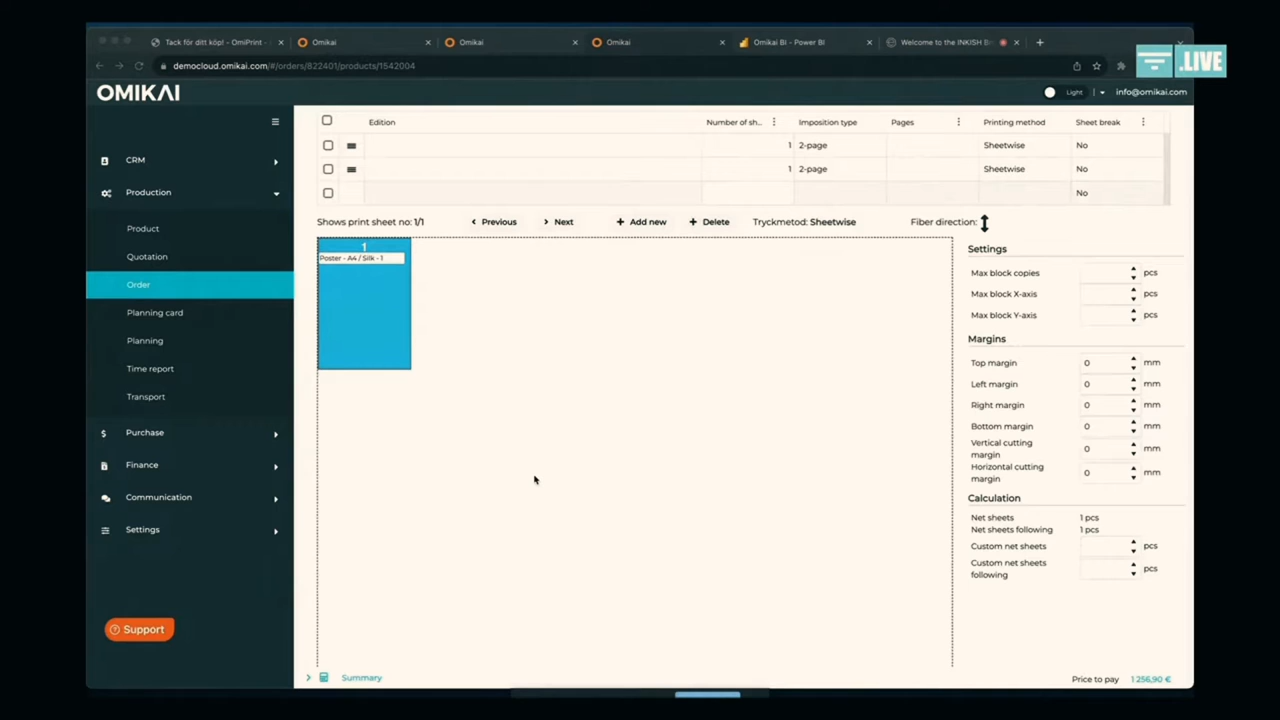 Tack för ditt köp! - OmiPrint -
Omikai
Omikai
Omikai
Omikai BI - Power BI
Welcome to the INKISH B
democloud.omikai.com/#/orders/822401/products/1542004
.LIVE
OMIKAI
Light
info@omikai.com
CRM
Production
Product
Quotation
Order
Planning card
Planning
Time report
Transport
Purchase
Finance
Communication
Settings
Support
Edition Number of sh... Imposition type Pages Printing method Sheet break
1 2-page Sheetwise No
1 2-page Sheetwise No
No
Shows print sheet no: 1/1 Previous Next Add new Delete Tryckmetod: Sheetwise Fiber direction:
1
Poster - A4 / Silk - 1
Settings
Max block copies pcs
Max block X-axis pcs
Max block Y-axis pcs
Margins
Top margin 0 mm
Left margin 0 mm
Right margin 0 mm
Bottom margin 0 mm
Vertical cutting
margin 0 mm
Horizontal cutting
margin 0 mm
Calculation
Net sheets 1 pcs
Net sheets following 1 pcs
Custom net sheets pcs
Custom net sheets
following pcs
Summary
Price to pay 1 256,90 €